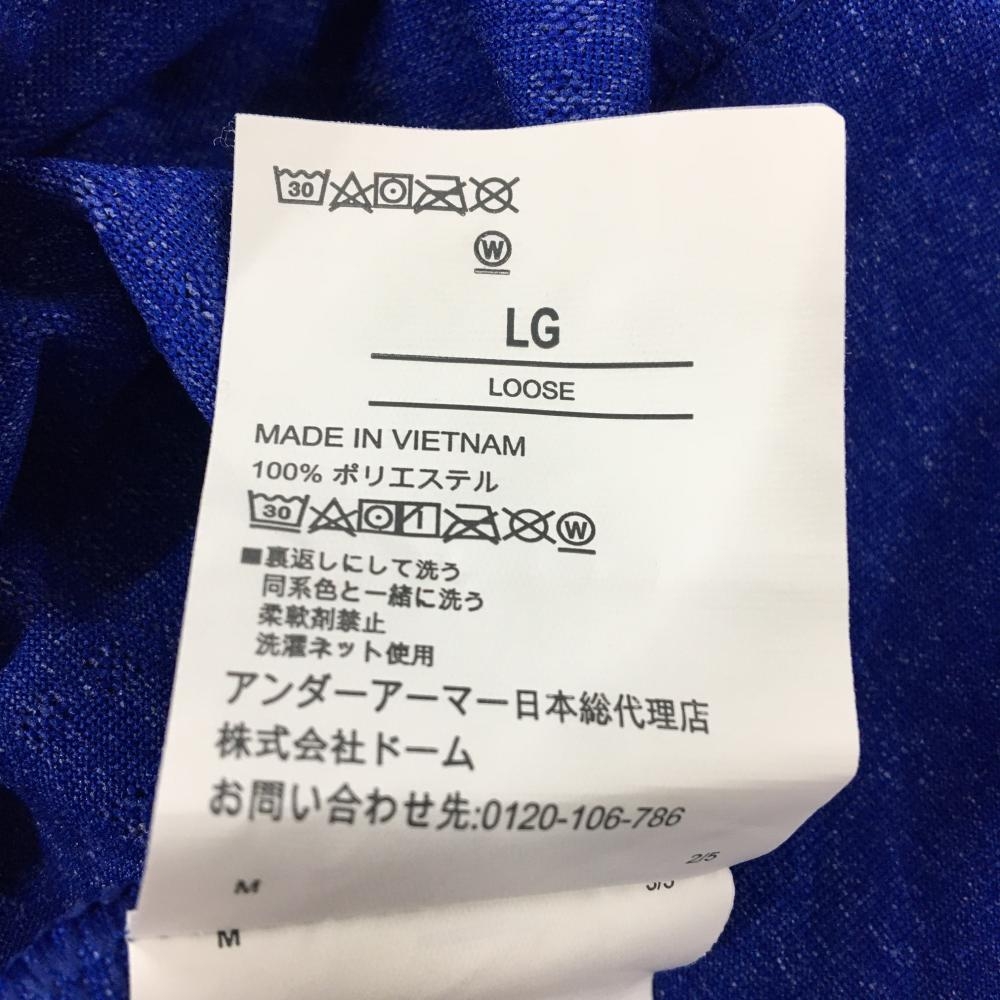 30
W
LG
LOOSE
MADE IN VIETNAM
100% ポリエステル
30 1 W
■裏返しにして洗う
同系色と一緒に洗う
柔軟剤禁止
洗濯ネット使用
アンダーアーマー日本総代理店
株式会社ドーム
お問い合わせ先:0120-106-786
2/5
M
M